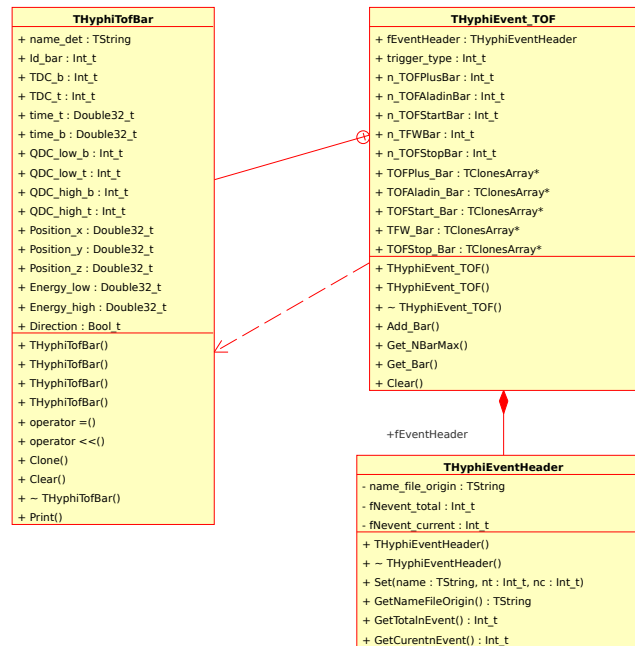 THyphiTofBar
+ name_det : TString
+ Id_bar : Int_t
+ TDC_b : Int_t
+ TDC_t : Int_t
+ time_t : Double32_t
+ time_b : Double32_t
+ QDC_low_b : Int_t
+ QDC_low_t : Int_t
+ QDC_high_b : Int_t
+ QDC_high_t : Int_t
+ Position_x : Double32_t
+ Position_y : Double32_t
+ Position_z : Double32_t
+ Energy_low : Double32_t
+ Energy_high : Double32_t
+ Direction : Bool_t
+ THyphiTofBar()
+ THyphiTofBar()
+ THyphiTofBar()
+ THyphiTofBar()
+ operator =()
+ operator <<()
+ Clone()
+ Clear()
+ ~ THyphiTofBar()
+ Print()
THyphiEvent_TOF
+ fEventHeader : THyphiEventHeader
+ trigger_type : Int_t
+ n_TOFPlusBar : Int_t
+ n_TOFAladinBar : Int_t
+ n_TOFStartBar : Int_t
+ n_TFWBar : Int_t
+ n_TOFStopBar : Int_t
+ TOFPlus_Bar : TClonesArray*
+ TOFAladin_Bar : TClonesArray*
+ TOFStart_Bar : TClonesArray*
+ TFW_Bar : TClonesArray*
+ TOFStop_Bar : TClonesArray*
+ THyphiEvent_TOF()
+ THyphiEvent_TOF()
+ ~ THyphiEvent_TOF()
+ Add_Bar()
+ Get_NBarMax()
+ Get_Bar()
+ Clear()
+fEventHeader
THyphiEventHeader
- name_file_origin : TString
- fNevent_total : Int_t
- fNevent_current : Int_t
+ THyphiEventHeader()
+ ~ THyphiEventHeader()
+ Set(name : TString, nt : Int_t, nc : Int_t)
+ GetNameFileOrigin() : TString
+ GetTotalnEvent() : Int_t
+ GetCurentnEvent() : Int_t